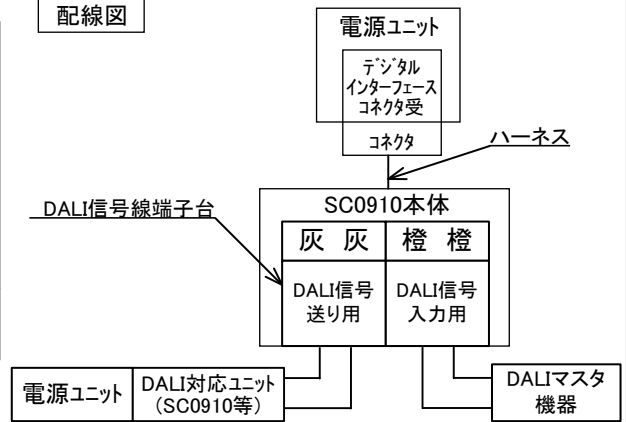 配線図
電源ユニット
デジタル
インターフェース
コネクタ受
コネクタ
ハーネス
DALI信号線端子台
SC0910本体
灰 灰
橙 橙
DALI信号
送り用
DALI信号
入力用
電源ユニット
DALI対応ユニット
（SC0910等）
DALIマスタ
機器